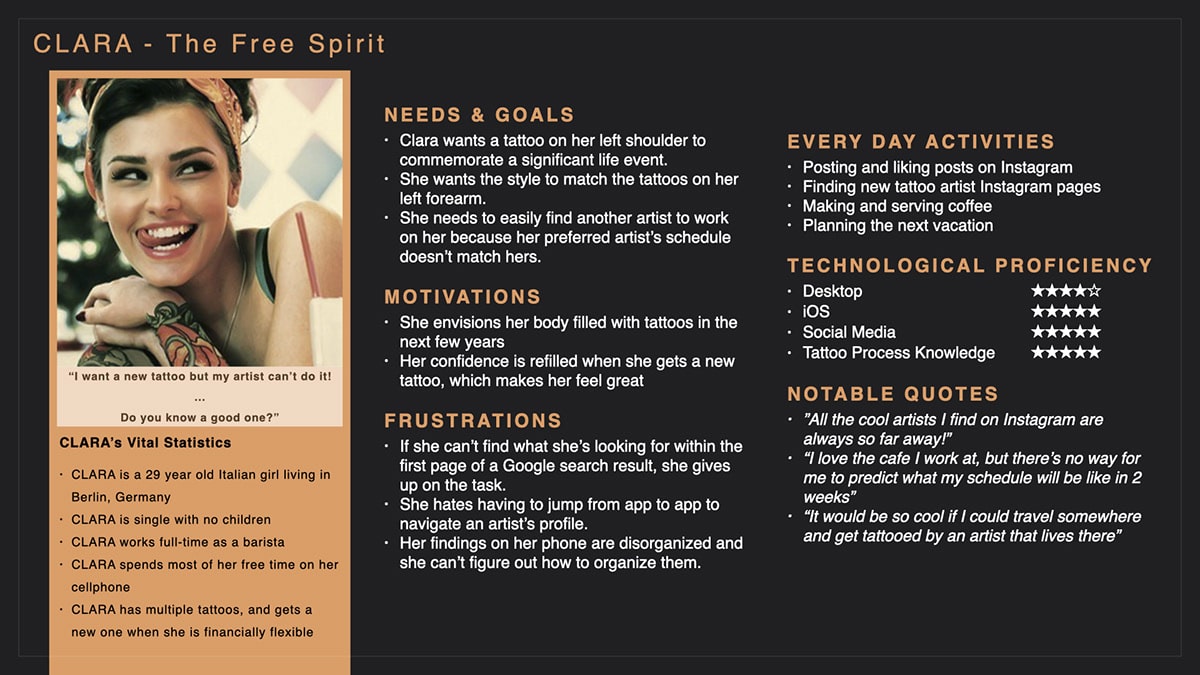 CLARA - The Free Spirit
“I want a new tattoo but my artist can’t do it!
...
Do you know a good one?”
CLARA’s Vital Statistics
· CLARA is a 29 year old Italian girl living in
Berlin, Germany
· CLARA is single with no children
· CLARA works full-time as a barista
· CLARA spends most of her free time on her
cellphone
· CLARA has multiple tattoos, and gets a
new one when she is financially flexible
NEEDS & GOALS
· Clara wants a tattoo on her left shoulder to
commemorate a significant life event.
· She wants the style to match the tattoos on her
left forearm.
· She needs to easily find another artist to work
on her because her preferred artist’s schedule
doesn’t match hers.
MOTIVATIONS
· She envisions her body filled with tattoos in the
next few years
· Her confidence is refilled when she gets a new
tattoo, which makes her feel great
FRUSTRATIONS
· If she can’t find what she’s looking for within the
first page of a Google search result, she gives
up on the task.
· She hates having to jump from app to app to
navigate an artist’s profile.
· Her findings on her phone are disorganized and
she can’t figure out how to organize them.
EVERY DAY ACTIVITIES
· Posting and liking posts on Instagram
· Finding new tattoo artist Instagram pages
· Making and serving coffee
· Planning the next vacation
TECHNOLOGICAL PROFICIENCY
· Desktop ★★★★☆
· iOS ★★★★★
· Social Media ★★★★★
· Tattoo Process Knowledge ★★★★★
NOTABLE QUOTES
· ”All the cool artists I find on Instagram are
always so far away!”
· “I love the cafe I work at, but there’s no way for
me to predict what my schedule will be like in 2
weeks”
· “It would be so cool if I could travel somewhere
and get tattooed by an artist that lives there”